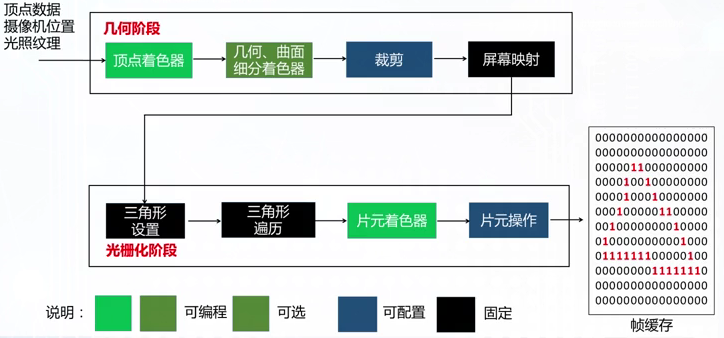 顶点数据
摄像机位置
光照纹理
几何阶段
顶点着色器
几何、曲面
细分着色器
裁剪
屏幕映射
三角形
设置
三角形
遍历
片元着色器
片元操作
光栅化阶段
0000000000000000
0000000000000000
0000011000000000
0000100100000000
0000100010000000
0001000000110000
0010000000001000
0100000000000100
0111111100000100
0000000011111110
0000000000000000
0000000000000000
帧缓存
说明：
可编程
可选
可配置
固定